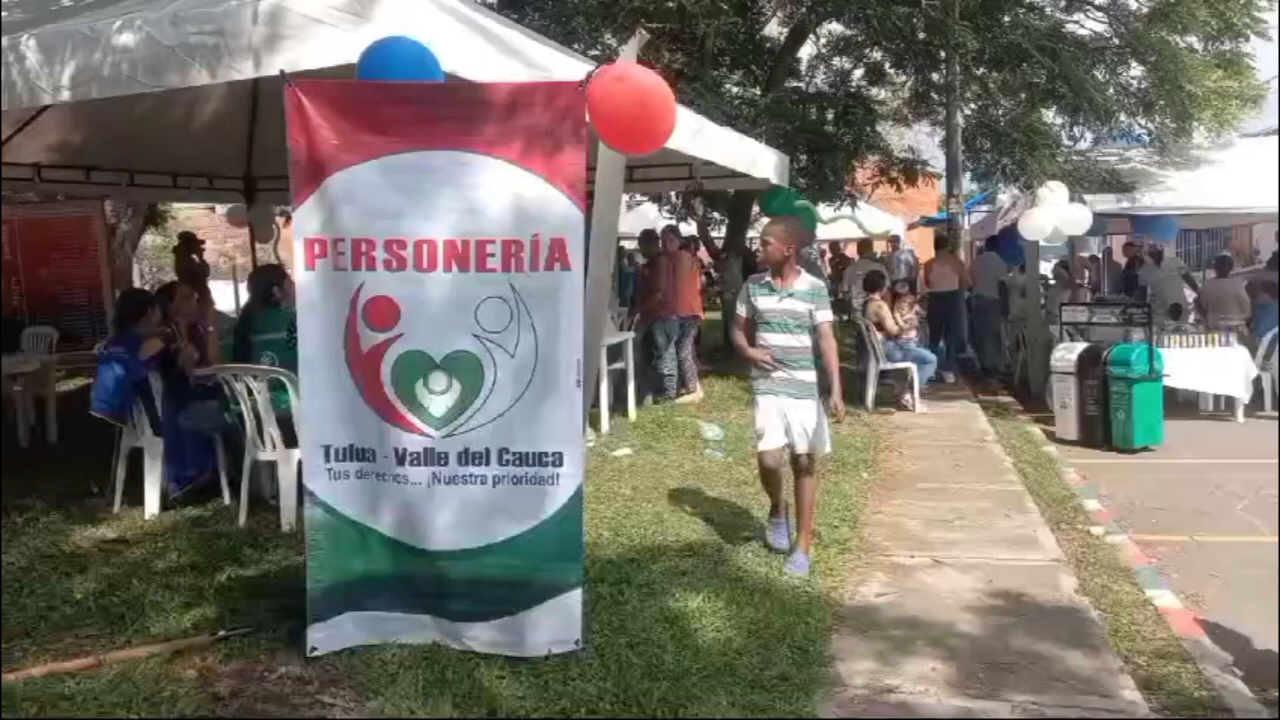 PERSONERÍA
Tulua - Valle del Cauca
Tus derechos... ¡Nuestra prioridad!